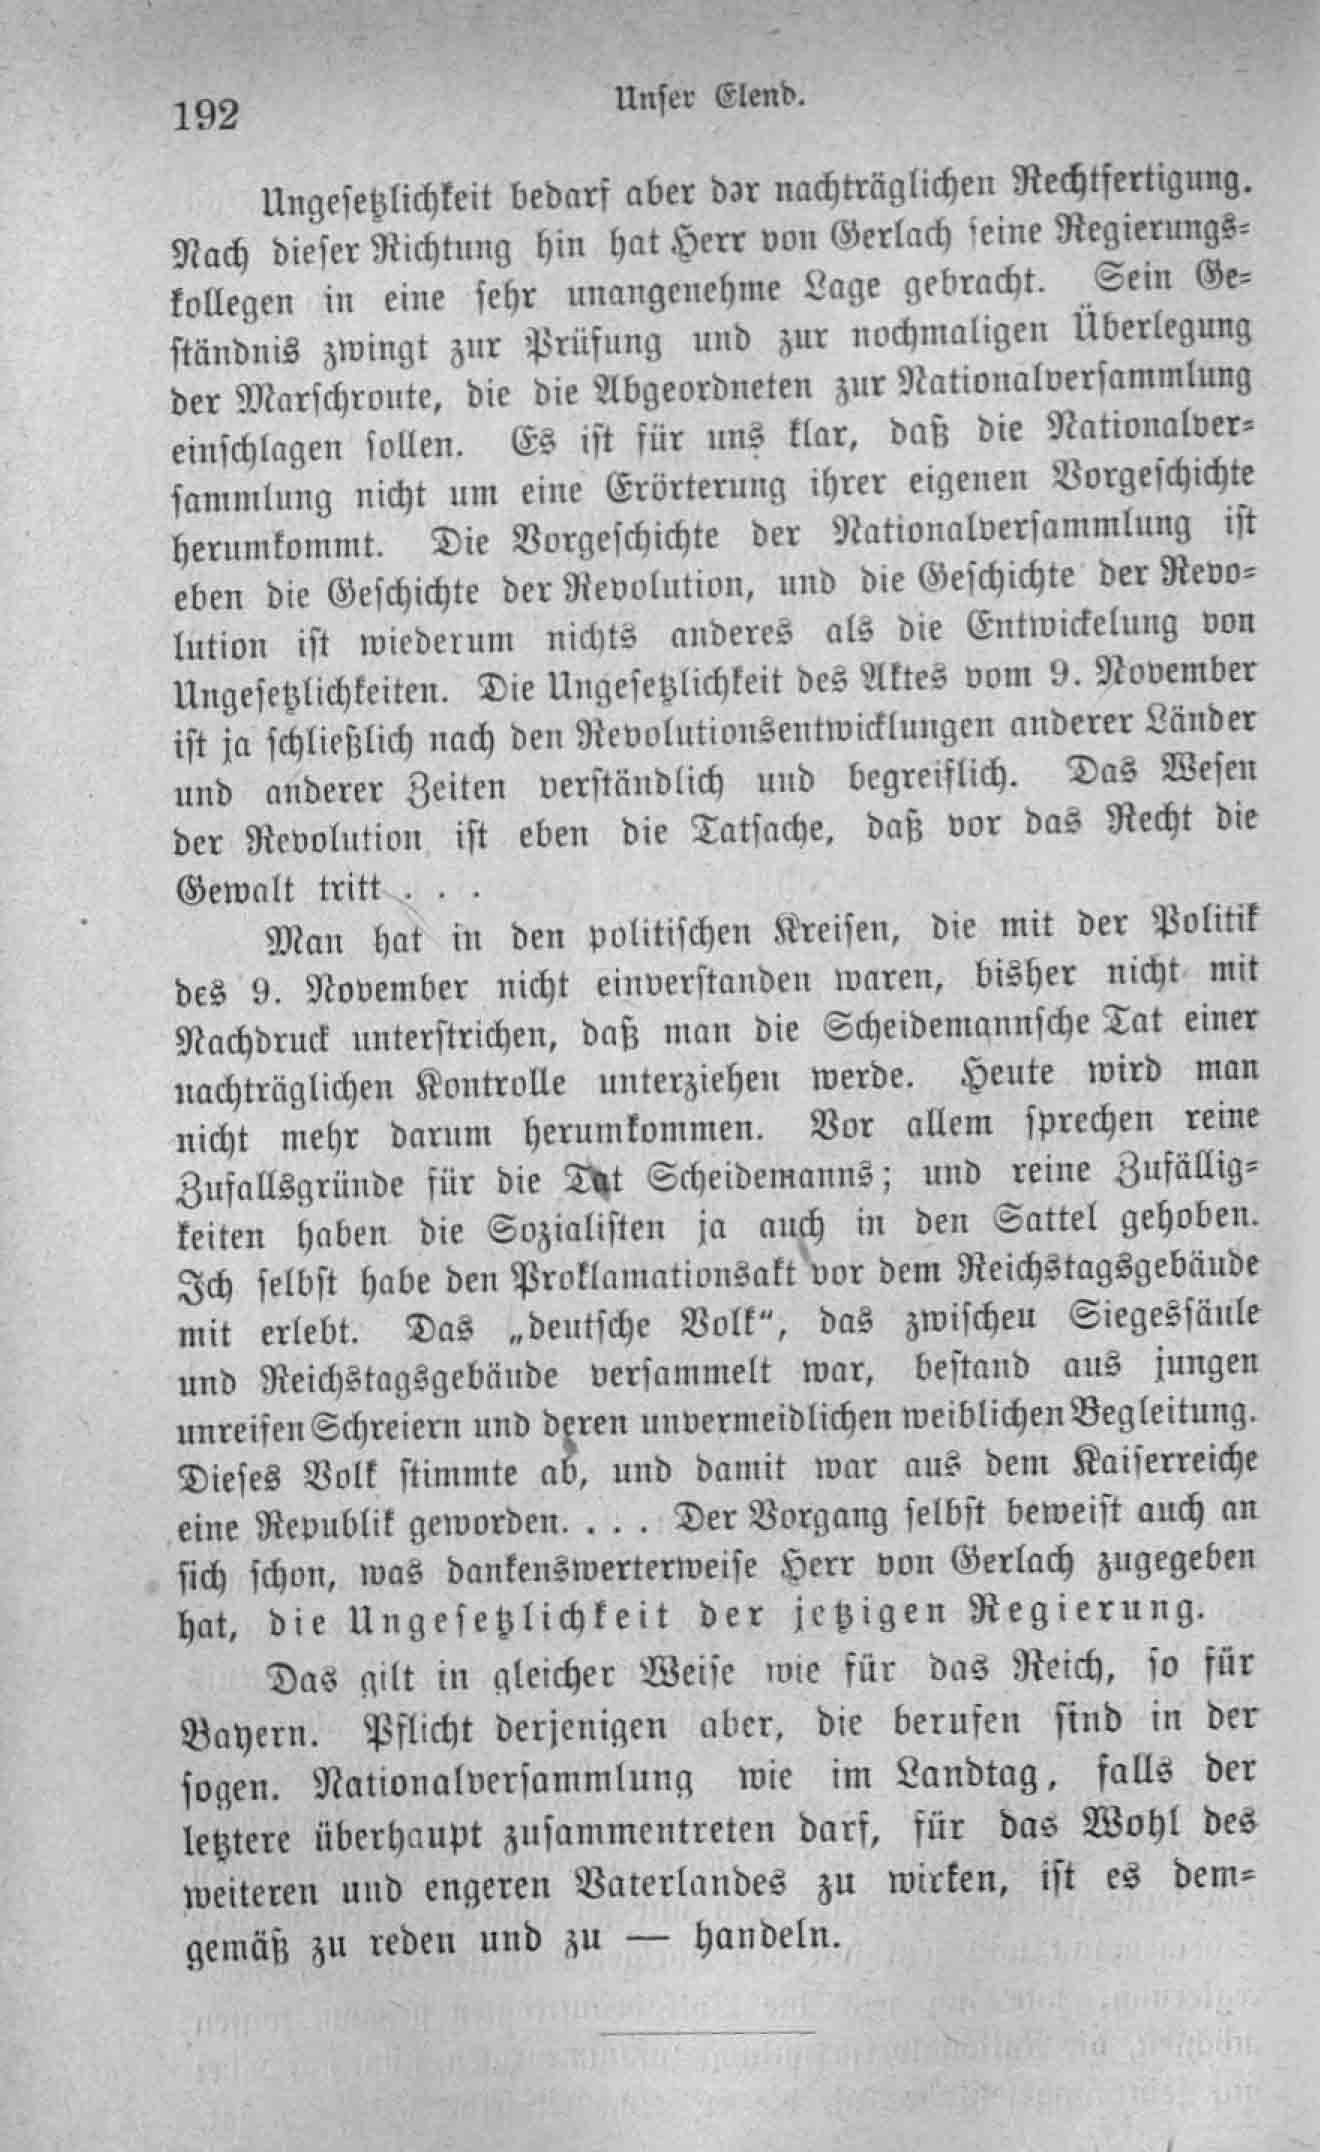 192
Unser Elend.
Ungesetzlichkeit bedarf aber der nachträglichen Rechtfertigung.
Nach dieser Richtung hin hat Herr von Gerlach seine Regierungs-
kollegen in eine sehr unangenehme Lage gebracht. Sein Ge-
ständnis zwingt zur Prüfung und zur nochmaligen Überlegung
der Marschroute, die die Abgeordneten zur Nationalversammlung
einschlagen sollen. Es ist für uns klar, daß die Nationalver-
sammlung nicht um eine Erörterung ihrer eigenen Vorgeschichte
herumkommt. Die Vorgeschichte der Nationalversammlung ist
eben die Geschichte der Revolution, und die Geschichte der Revo-
lution ist wiederum nichts anderes als die Entwickelung von
Ungesetzlichkeiten. Die Ungesetzlichkeit des Aktes vom 9. November
ist ja schließlich nach den Revolutionsentwicklungen anderer Länder
und anderer Zeiten verständlich und begreiflich. Das Wesen
der Revolution ist eben die Tatsache, daß vor das Recht die
Gewalt tritt . . .
Man hat in den politischen Kreisen, die mit der Politik
des 9. November nicht einverstanden waren, bisher nicht mit
Nachdruck unterstrichen, daß man die Scheidemannsche Tat einer
nachträglichen Kontrolle unterziehen werde. Heute wird man
nicht mehr darum herumkommen. Vor allem sprechen reine
Zufallsgründe für die Tat Scheidemanns; und reine Zufällig-
keiten haben die Sozialisten ja auch in den Sattel gehoben.
Ich selbst habe den Proklamationsakt vor dem Reichstagsgebäude
mit erlebt. Das „deutsche Volk“, das zwischen Siegessäule
und Reichstagsgebäude versammelt war, bestand aus jungen
unreifen Schreiern und deren unvermeidlichen weiblichen Begleitung.
Dieses Volk stimmte ab, und damit war aus dem Kaiserreiche
eine Republik geworden. . . . Der Vorgang selbst beweist auch an
sich schon, was dankenswerterweise Herr von Gerlach zugegeben
hat, die Ungesetzlichkeit der jetzigen Regierung.
Das gilt in gleicher Weise wie für das Reich, so für
Bayern. Pflicht derjenigen aber, die berufen sind in der
sogen. Nationalversammlung wie im Landtag, falls der
letztere überhaupt zusammentreten darf, für das Wohl des
weiteren und engeren Vaterlandes zu wirken, ist es dem-
gemäß zu reden und zu — handeln.